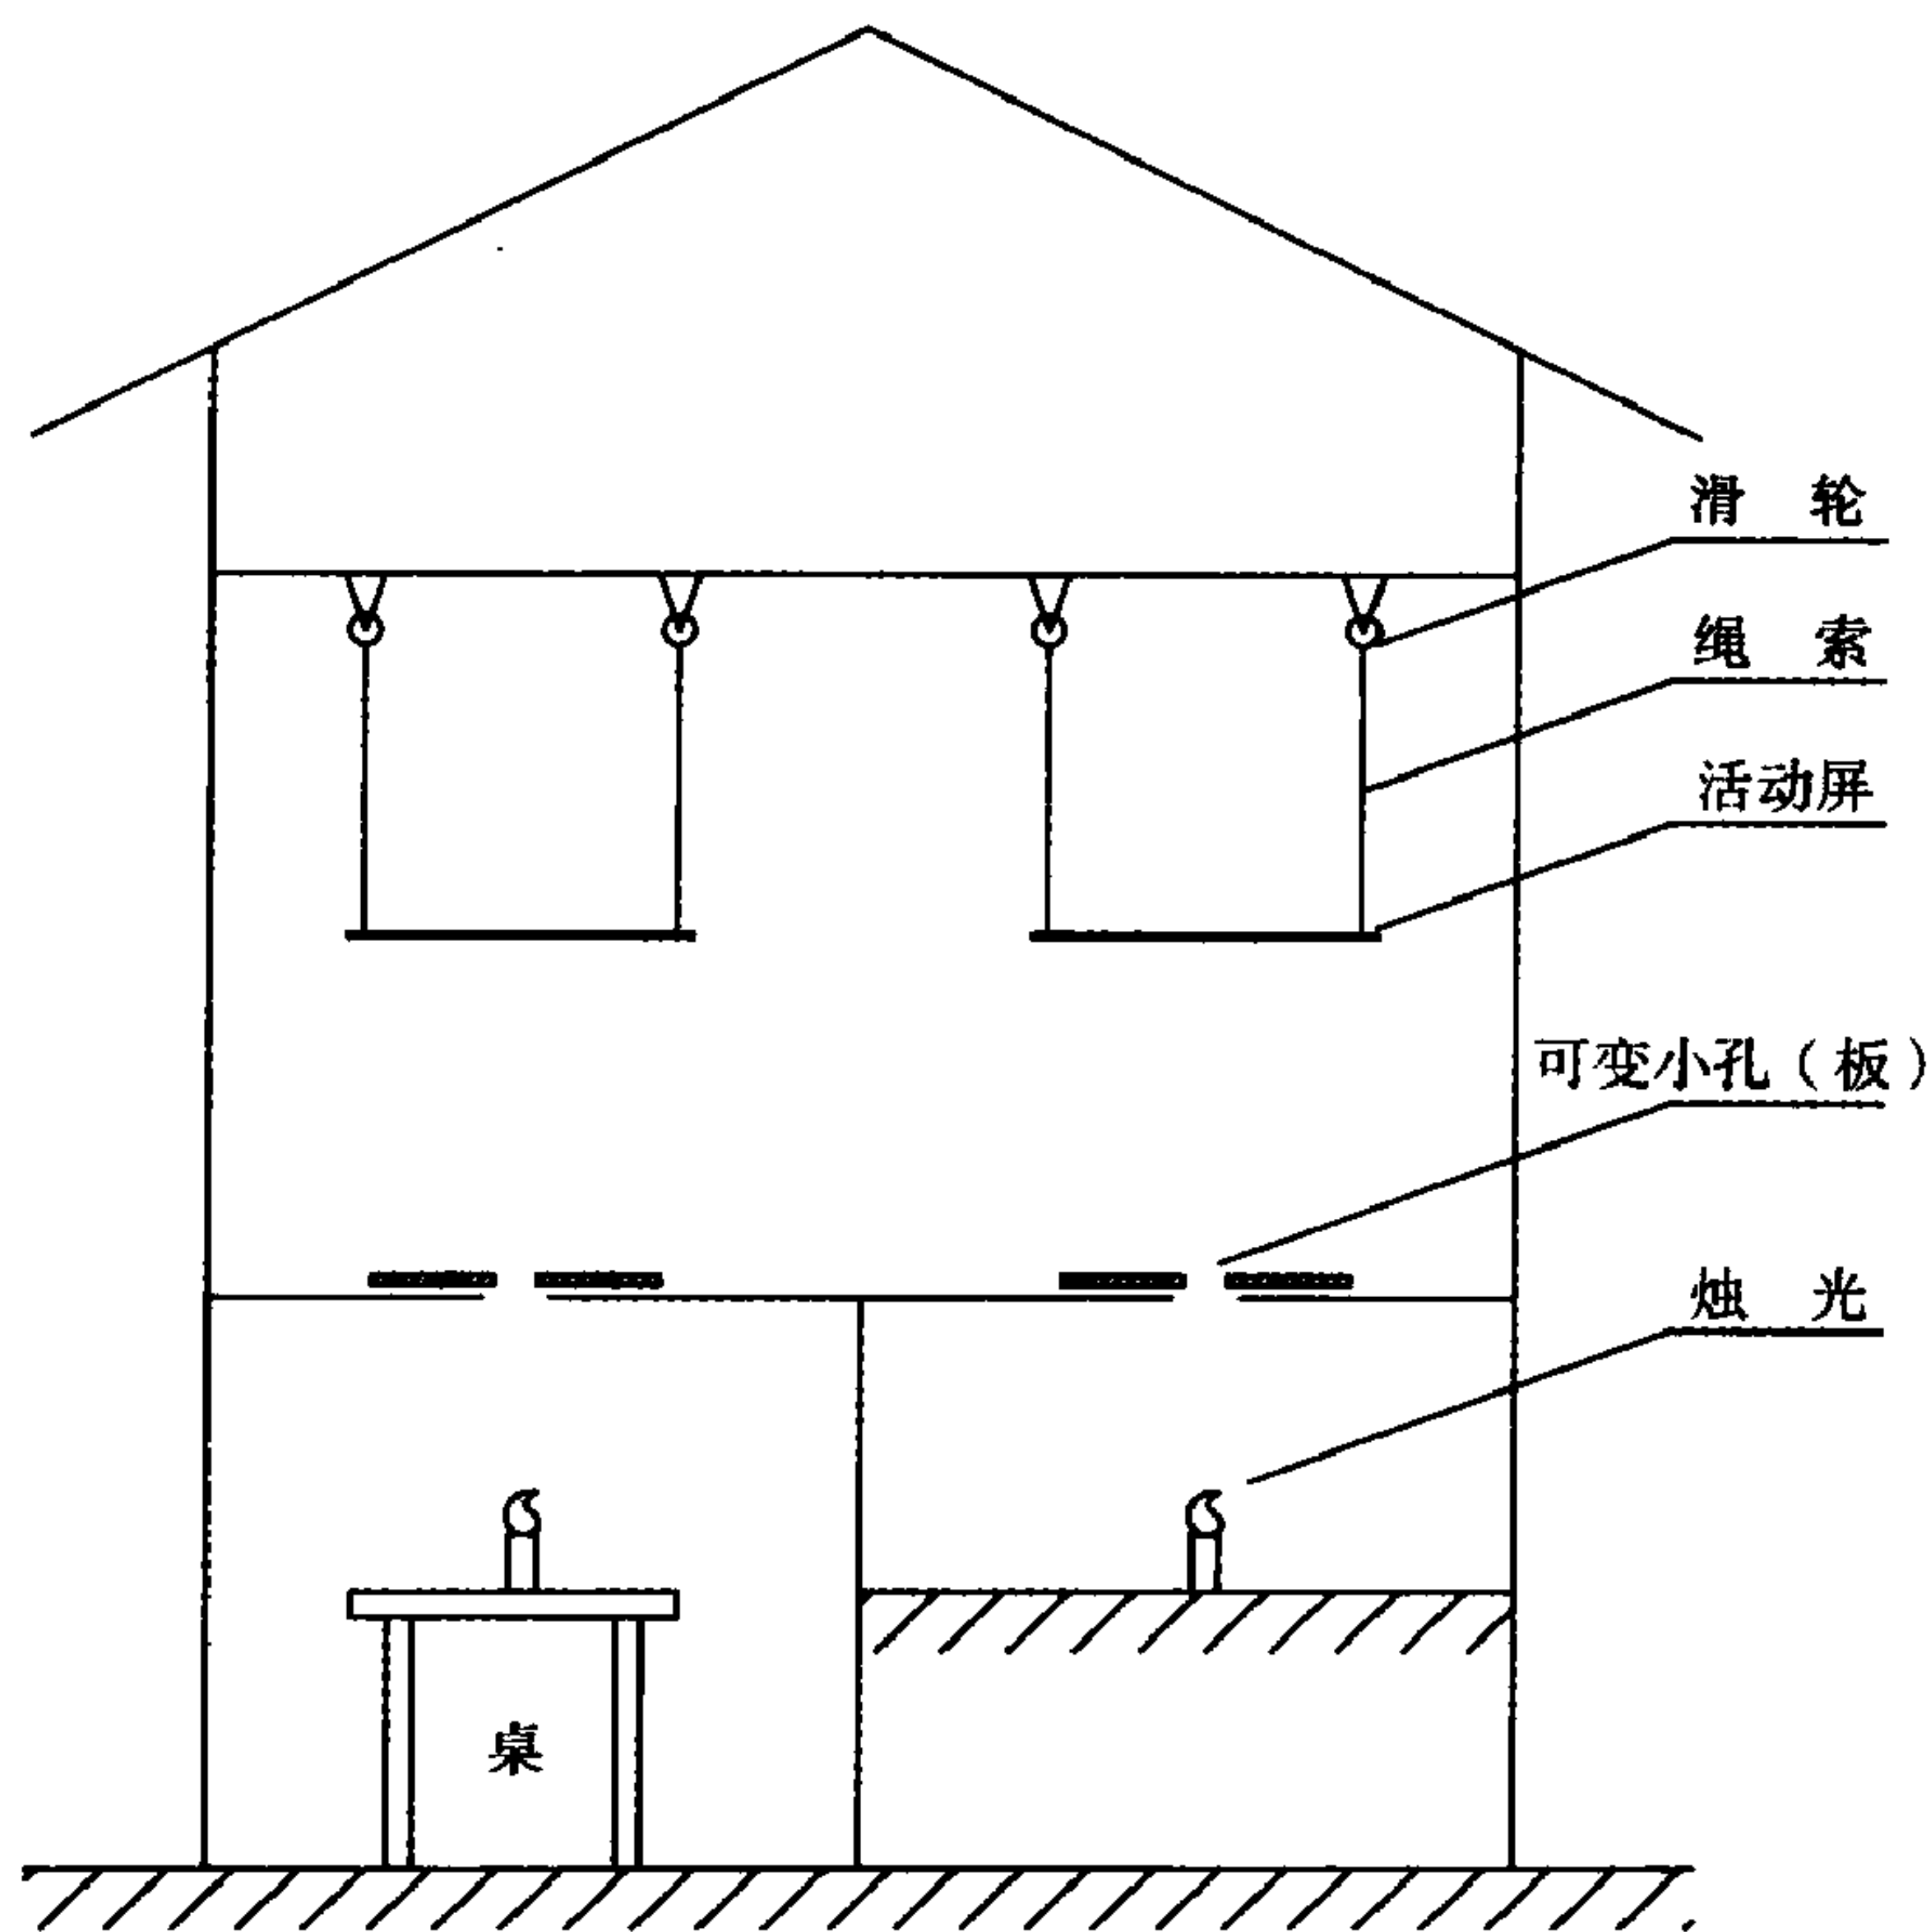 滑 轮
绳 索
活动屏
可变小孔（板）
烛 光
桌